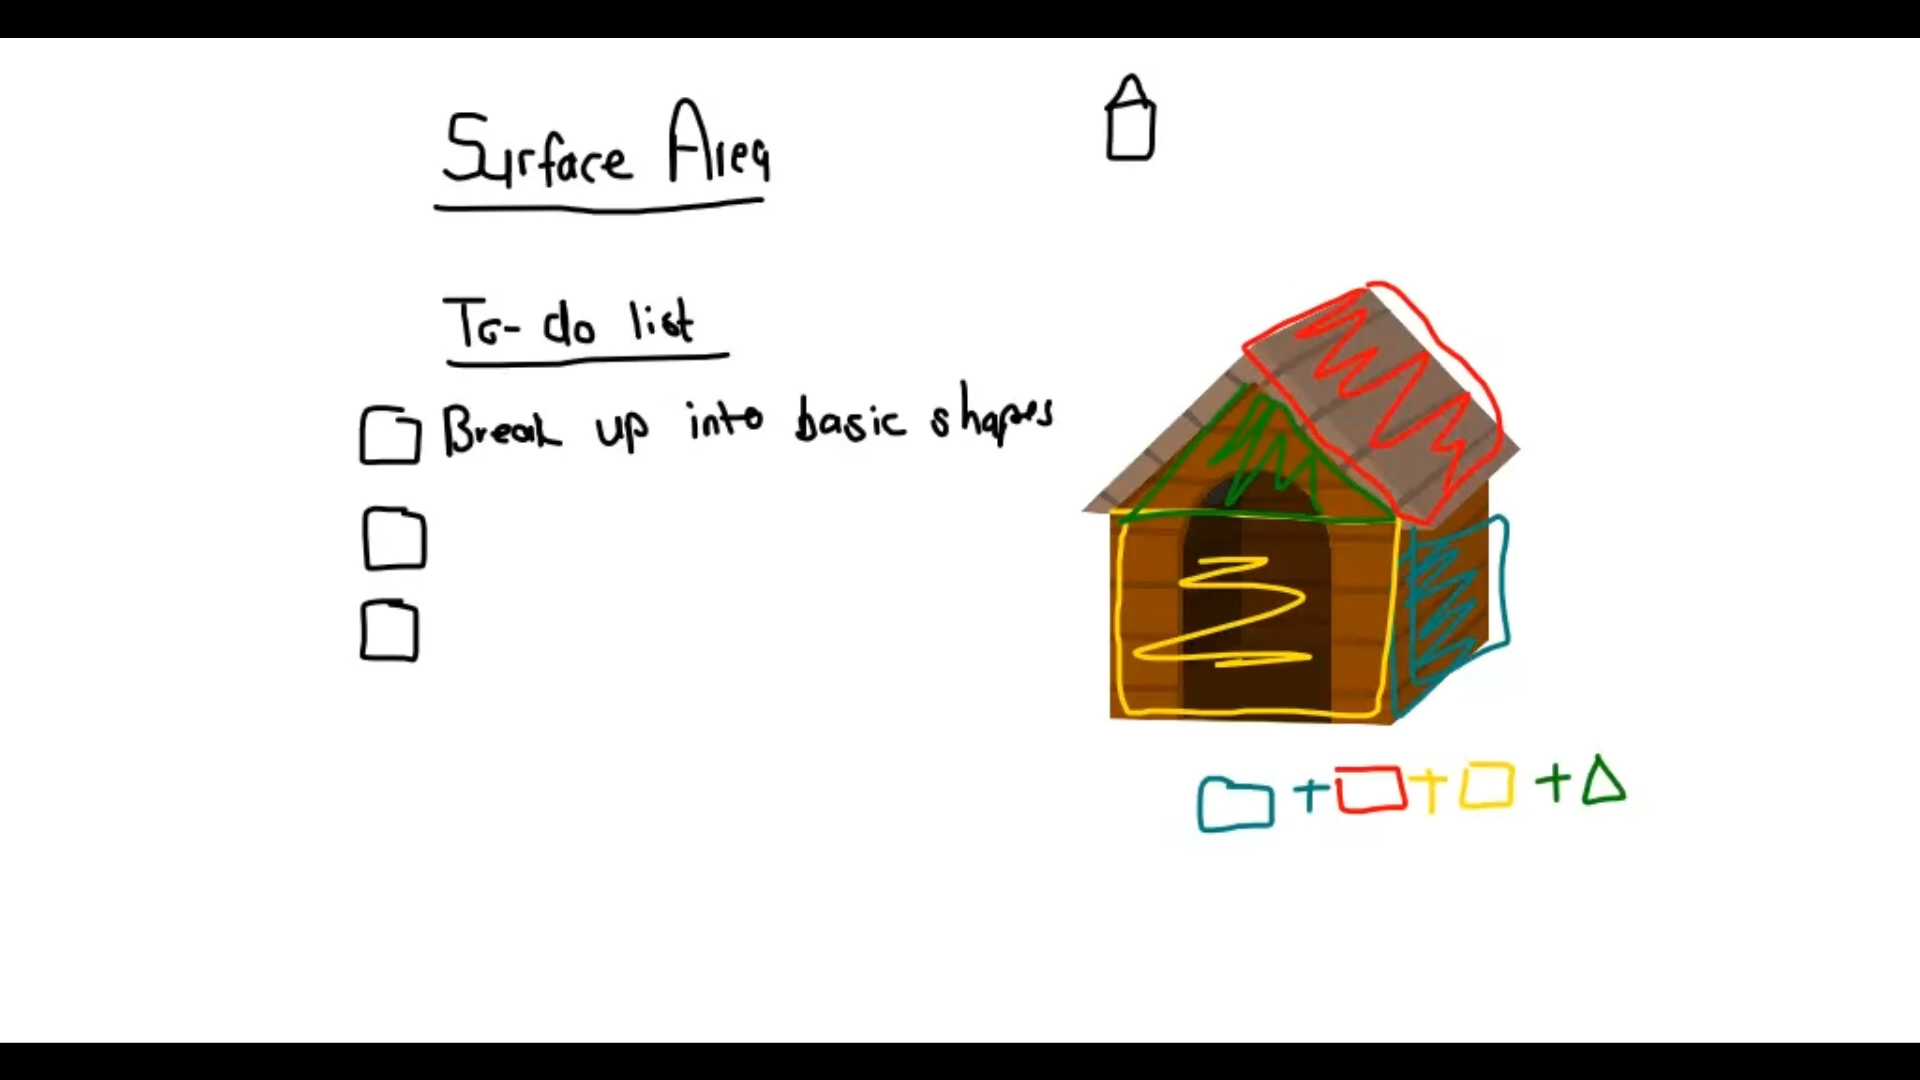 Surface Area
To-do list
Break up into basic shapes
+ + +